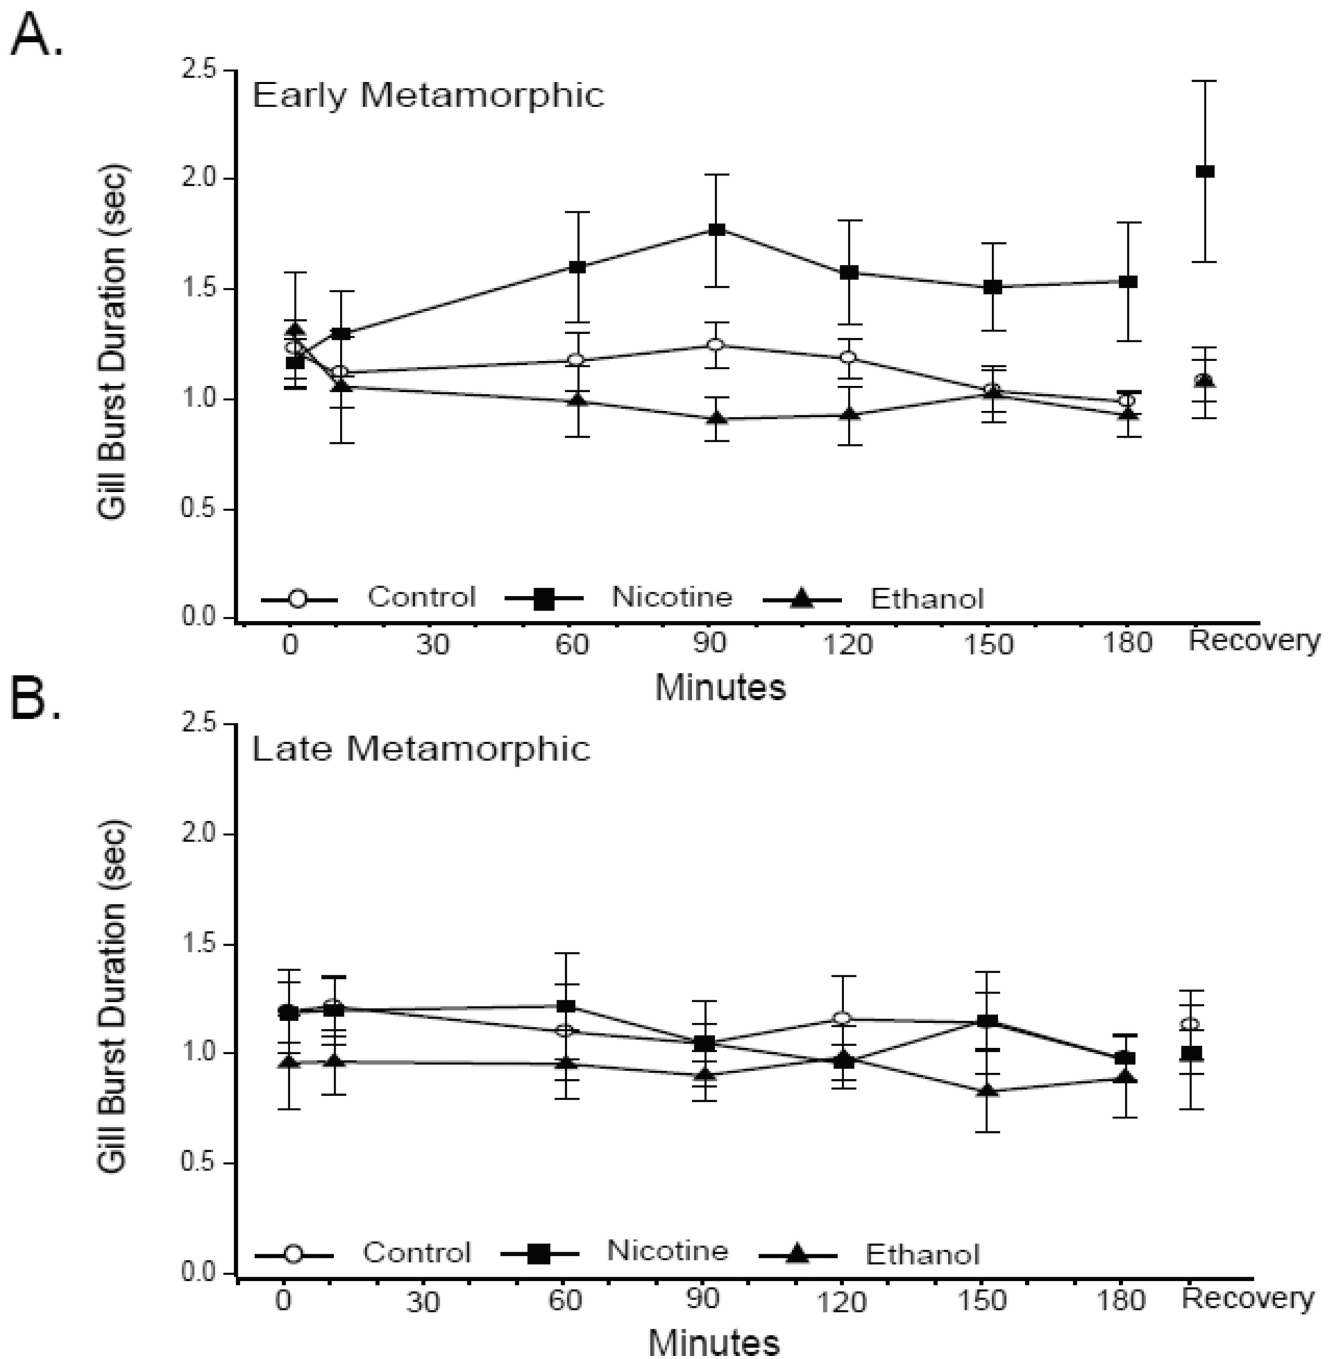 A.
2.5
Early Metamorphic
2.0
1.5
1.0
0.5
0.0
Gill Burst Duration (sec)
Control Nicotine Ethanol
0 30 60 90 120 150 180 Recovery
Minutes
B.
2.5
Late Metamorphic
2.0
1.5
1.0
0.5
0.0
Gill Burst Duration (sec)
Control Nicotine Ethanol
0 30 60 90 120 150 180 Recovery
Minutes